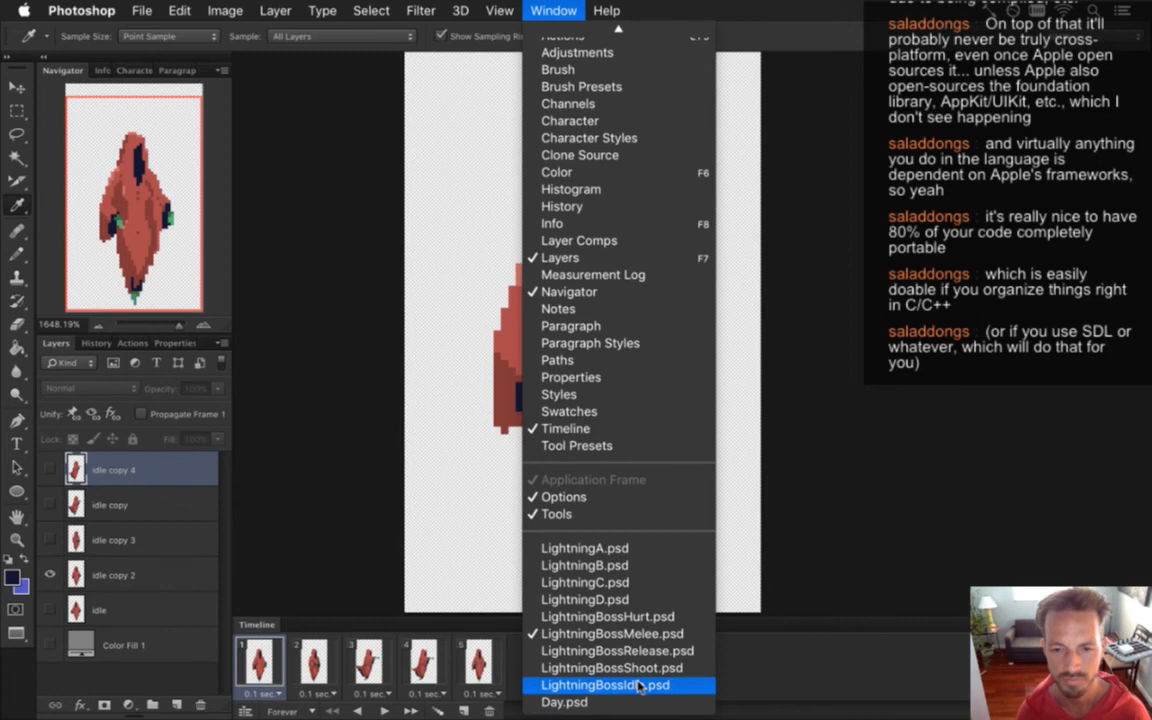 Photoshop File Edit Image Layer Type Select Filter 3D View Window Help
Sample Size: Point Sample Sample: All Layers Show Sampling Rin
Navigator Info Characte Paragrap
1648.19%
Layers History Actions Properties
Kind
Normal Opacity: 100%
Unify: Propagate Frame 1
Lock: Fill: 100%
idle copy 4
idle copy
idle copy 3
idle copy 2
idle
Color Fill 1
Actions
Adjustments
Brush
Brush Presets
Channels
Character
Character Styles
Clone Source
Color F6
Histogram
History
Info F8
Layer Comps
Layers F7
Measurement Log
Navigator
Notes
Paragraph
Paragraph Styles
Paths
Properties
Styles
Swatches
Timeline
Tool Presets
Application Frame
Options
Tools
LightningA.psd
LightningB.psd
LightningC.psd
LightningD.psd
LightningBossHurt.psd
LightningBossMelee.psd
LightningBossRelease.psd
LightningBossShoot.psd
LightningBossIdle.psd
Day.psd
Timeline
1 2 3 4 5
0.1 sec. 0.1 sec. 0.1 sec. 0.1 sec. 0.1 sec.
Forever
saladdongs: On top of that it'll
probably never be truly cross-
platform, even once Apple open
sources it... unless Apple also
open-sources the foundation
library, AppKit/UIKit, etc., which I
don't see happening
saladdongs: and virtually anything
you do in the language is
dependent on Apple's frameworks,
so yeah
saladdongs: it's really nice to have
80% of your code completely
portable
saladdongs: which is easily
doable if you organize things right
in C/C++
saladdongs: (or if you use SDL or
whatever, which will do that for
you)